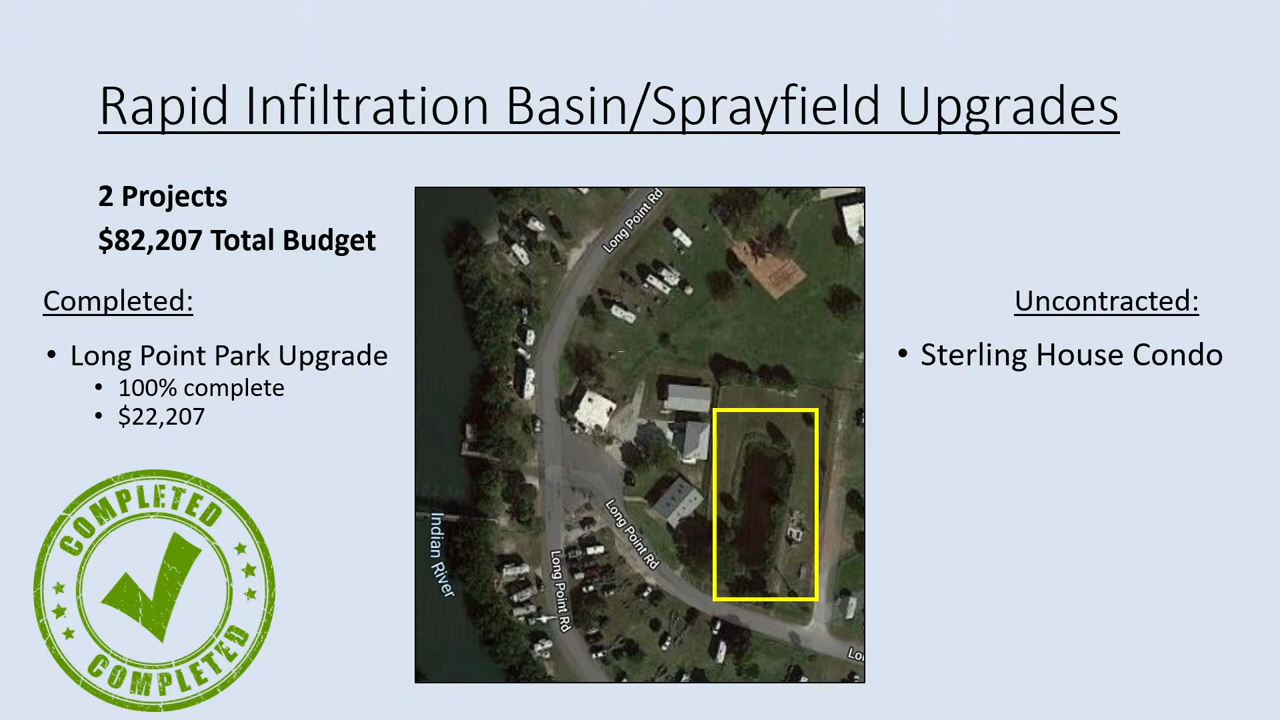 Rapid Infiltration Basin/Sprayfield Upgrades
2 Projects
$82,207 Total Budget
Completed:
• Long Point Park Upgrade
• 100% complete
• $22,207
Uncontracted:
• Sterling House Condo
Long Point Rd
Long Point Rd
Long Point Rd
Indian River
Lo
COMPLETED
COMPLETED